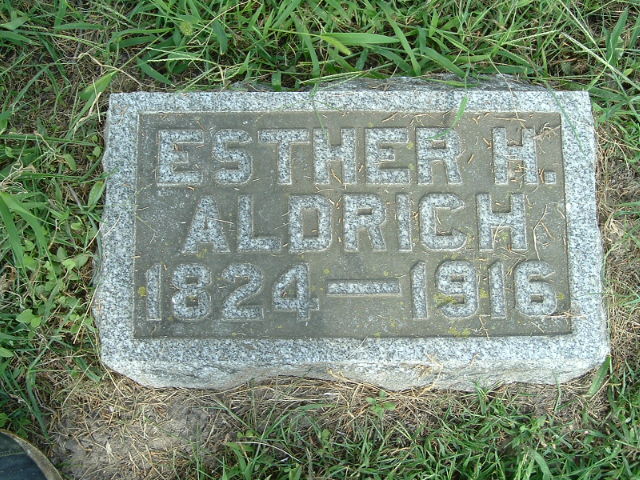 ESTHER H.
ALDRICH
1824—1916